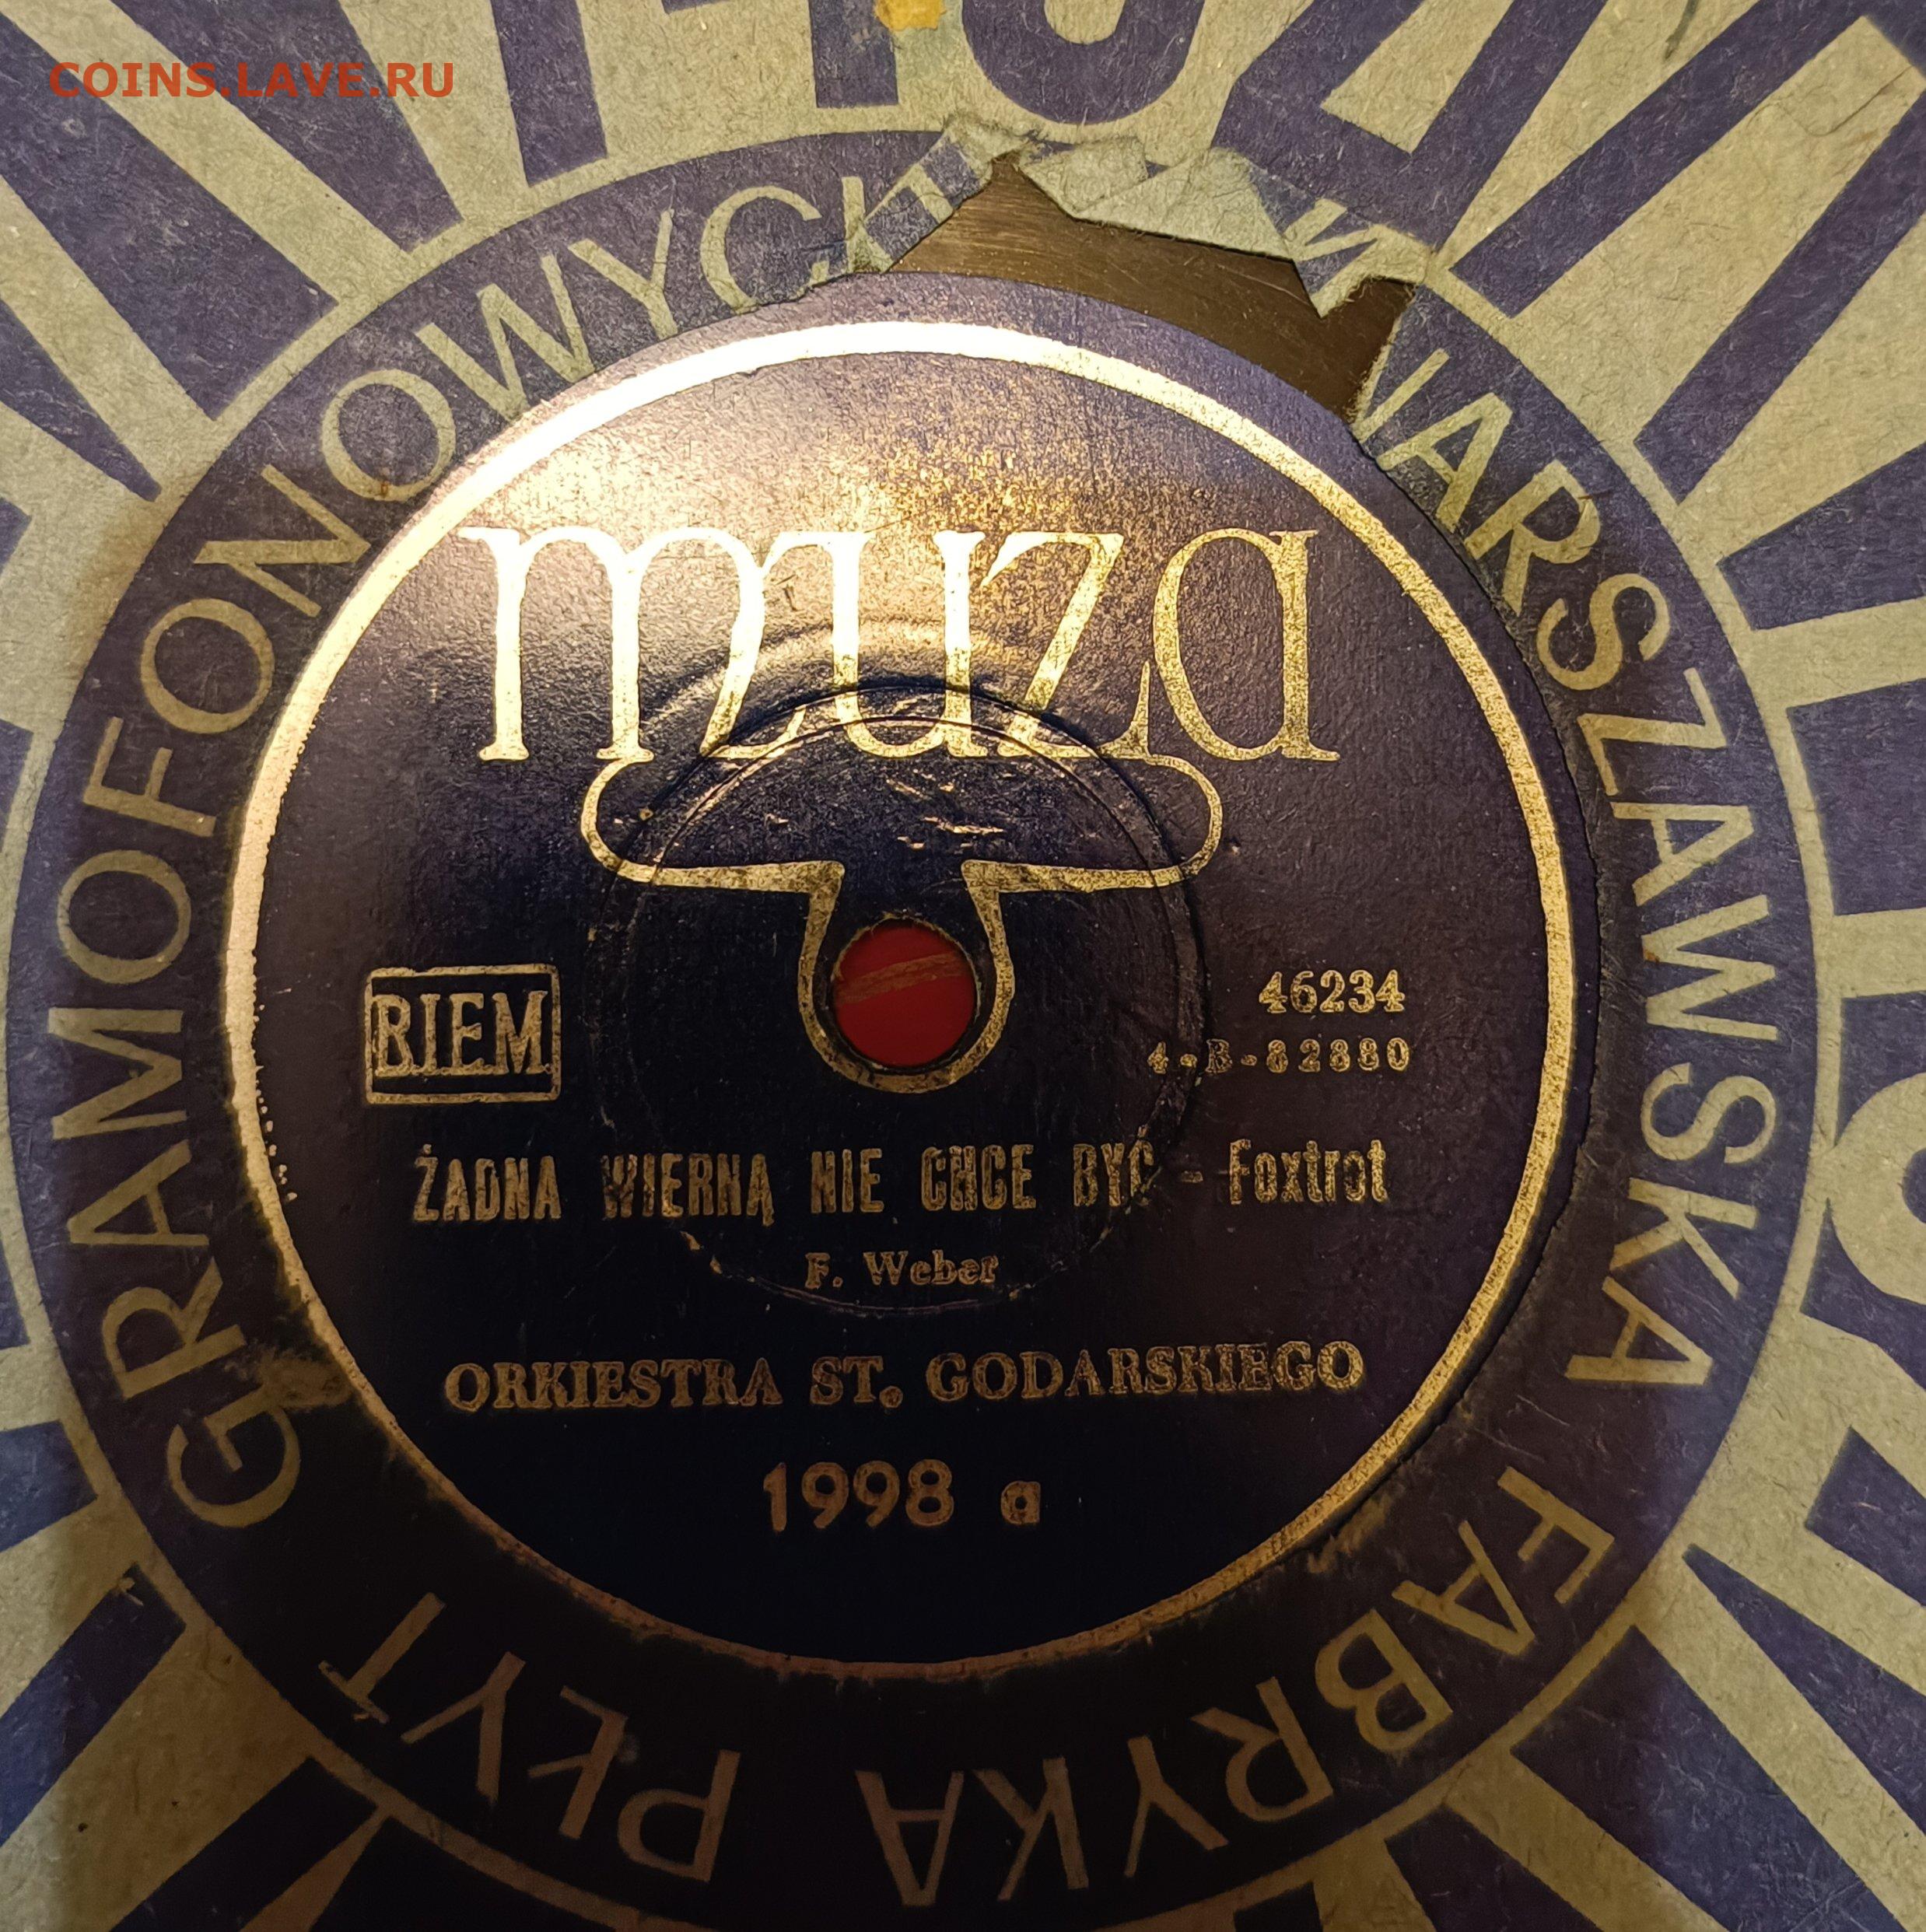 COINS.LAVE.RU
MUZA
WARSZAWSKA FABRYKA PŁYT GRAMOFONOWYCH
muza
BIEM
46234
4-B-82880
ŻADNA WIERNĄ NIE CHCE BYĆ - Foxtrot
F. Weber
ORKIESTRA ST. GODARSKIEGO
1998 a